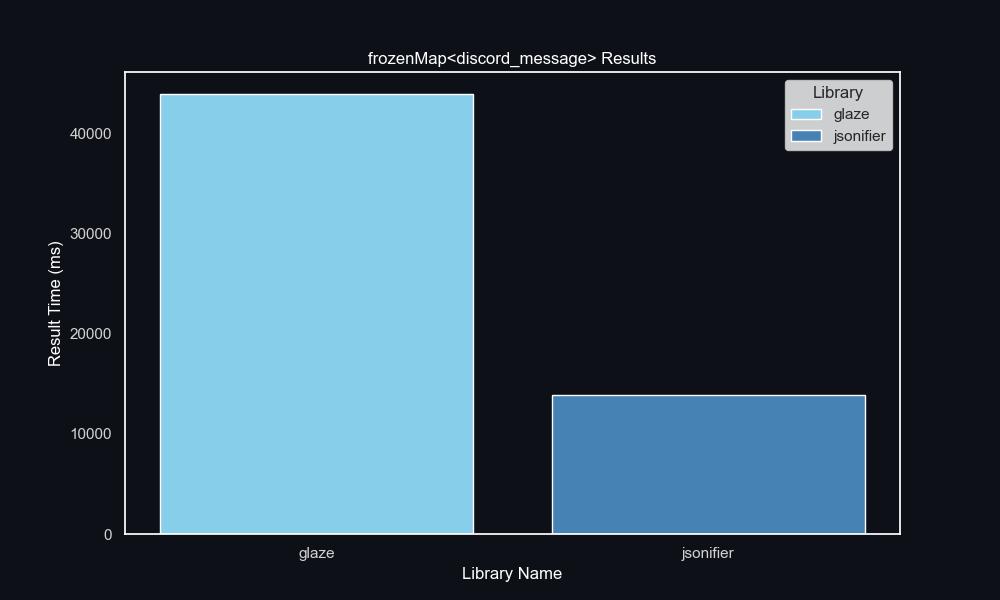 frozenMap<discord_message> Results
Library
glaze
jsonifier
40000
30000
20000
10000
0
Result Time (ms)
glaze
jsonifier
Library Name